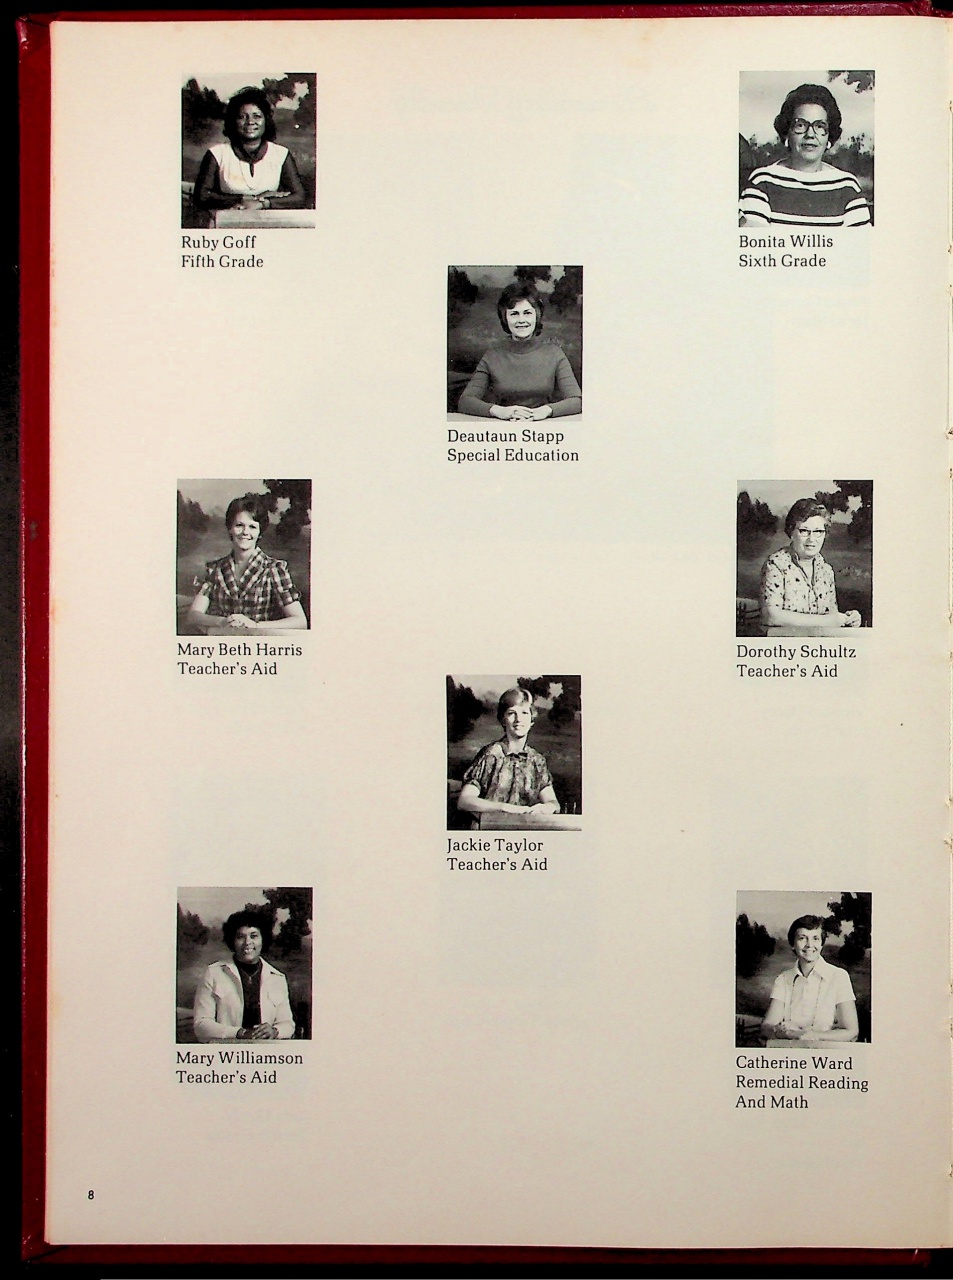 Ruby Goff
Fifth Grade
Bonita Willis
Sixth Grade
Deautaun Stapp
Special Education
Mary Beth Harris
Teacher's Aid
Dorothy Schultz
Teacher's Aid
Jackie Taylor
Teacher's Aid
Mary Williamson
Teacher's Aid
Catherine Ward
Remedial Reading
And Math
8